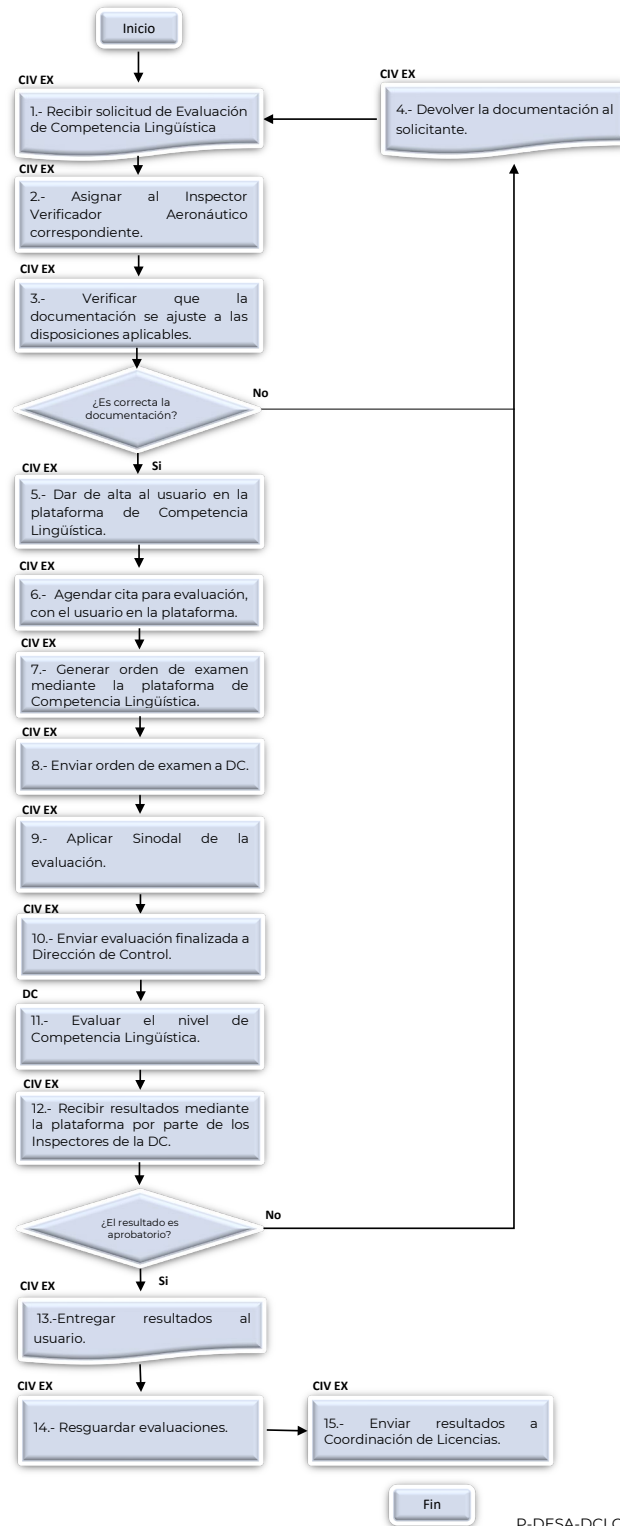 Inicio
CIV EX
1.- Recibir solicitud de Evaluación
de Competencia Lingüística
CIV EX
4.- Devolver la documentación al
solicitante.
CIV EX
2.- Asignar al Inspector
Verificador Aeronáutico
correspondiente.
CIV EX
3.- Verificar que la
documentación se ajuste a las
disposiciones aplicables.
¿Es correcta la
documentación?
No
Si
CIV EX
5.- Dar de alta al usuario en la
plataforma de Competencia
Lingüística.
CIV EX
6.- Agendar cita para evaluación,
con el usuario en la plataforma.
CIV EX
7.- Generar orden de examen
mediante la plataforma de
Competencia Lingüística.
CIV EX
8.- Enviar orden de examen a DC.
CIV EX
9.- Aplicar Sinodal de la
evaluación.
CIV EX
10.- Enviar evaluación finalizada a
Dirección de Control.
DC
11.- Evaluar el nivel de
Competencia Lingüística.
CIV EX
12.- Recibir resultados mediante
la plataforma por parte de los
Inspectores de la DC.
¿El resultado es
aprobatorio?
No
Si
CIV EX
13.-Entregar resultados al
usuario.
CIV EX
14.- Resguardar evaluaciones.
CIV EX
15.- Enviar resultados a
Coordinación de Licencias.
Fin